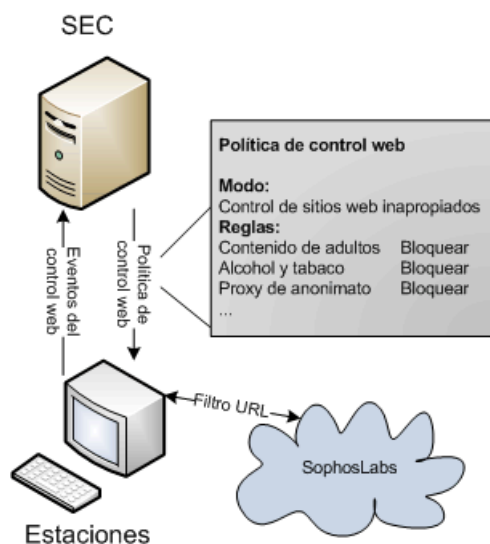 SEC
Política de control web
Modo:
Control de sitios web inapropiados
Reglas:
Contenido de adultos Bloquear
Alcohol y tabaco Bloquear
Proxy de anonimato Bloquear
...
Eventos del
control web
Política de
control web
Filtro URL
SophosLabs
Estaciones